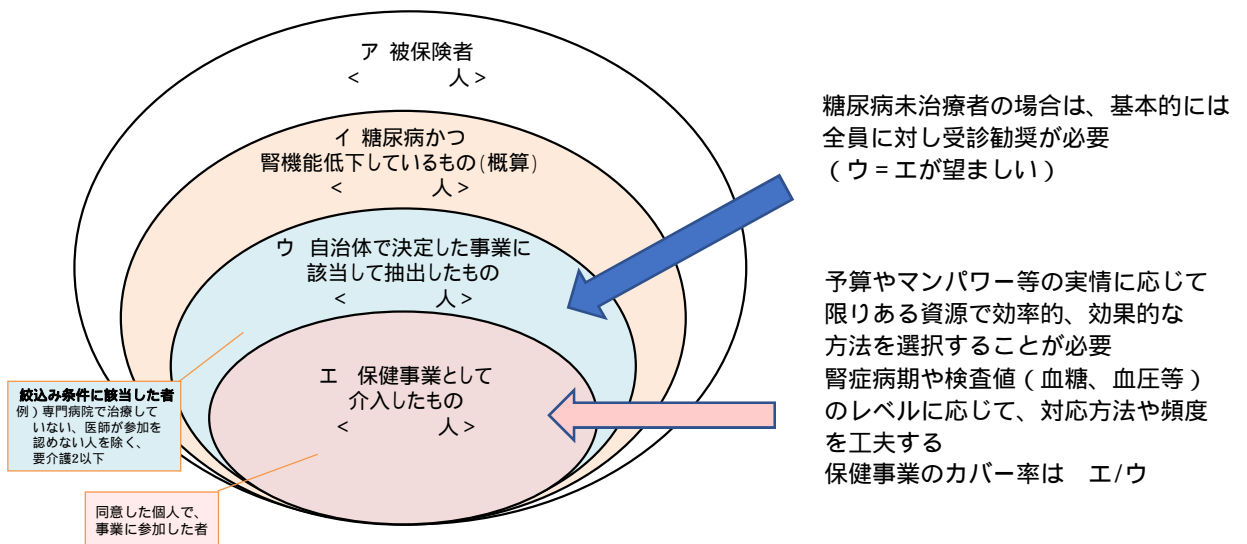 ア 被保険者
<　　　　　人>
イ 糖尿病かつ
腎機能低下しているもの(概算)
<　　　　　人>
ウ 自治体で決定した事業に
該当して抽出したもの
<　　　　　人>
エ 保健事業として
介入したもの
<　　　　　人>
絞込み条件に該当した者
例）専門病院で治療して
いない、医師が参加を
認めない人を除く、
要介護2以下
同意した個人で、
事業に参加した者
糖尿病未治療者の場合は、基本的には
全員に対し受診勧奨が必要
（ウ=エが望ましい）
予算やマンパワー等の実情に応じて
限りある資源で効率的、効果的な
方法を選択することが必要
腎症病期や検査値（血糖、血圧等）
のレベルに応じて、対応方法や頻度
を工夫する
保健事業のカバー率は　エ/ウ